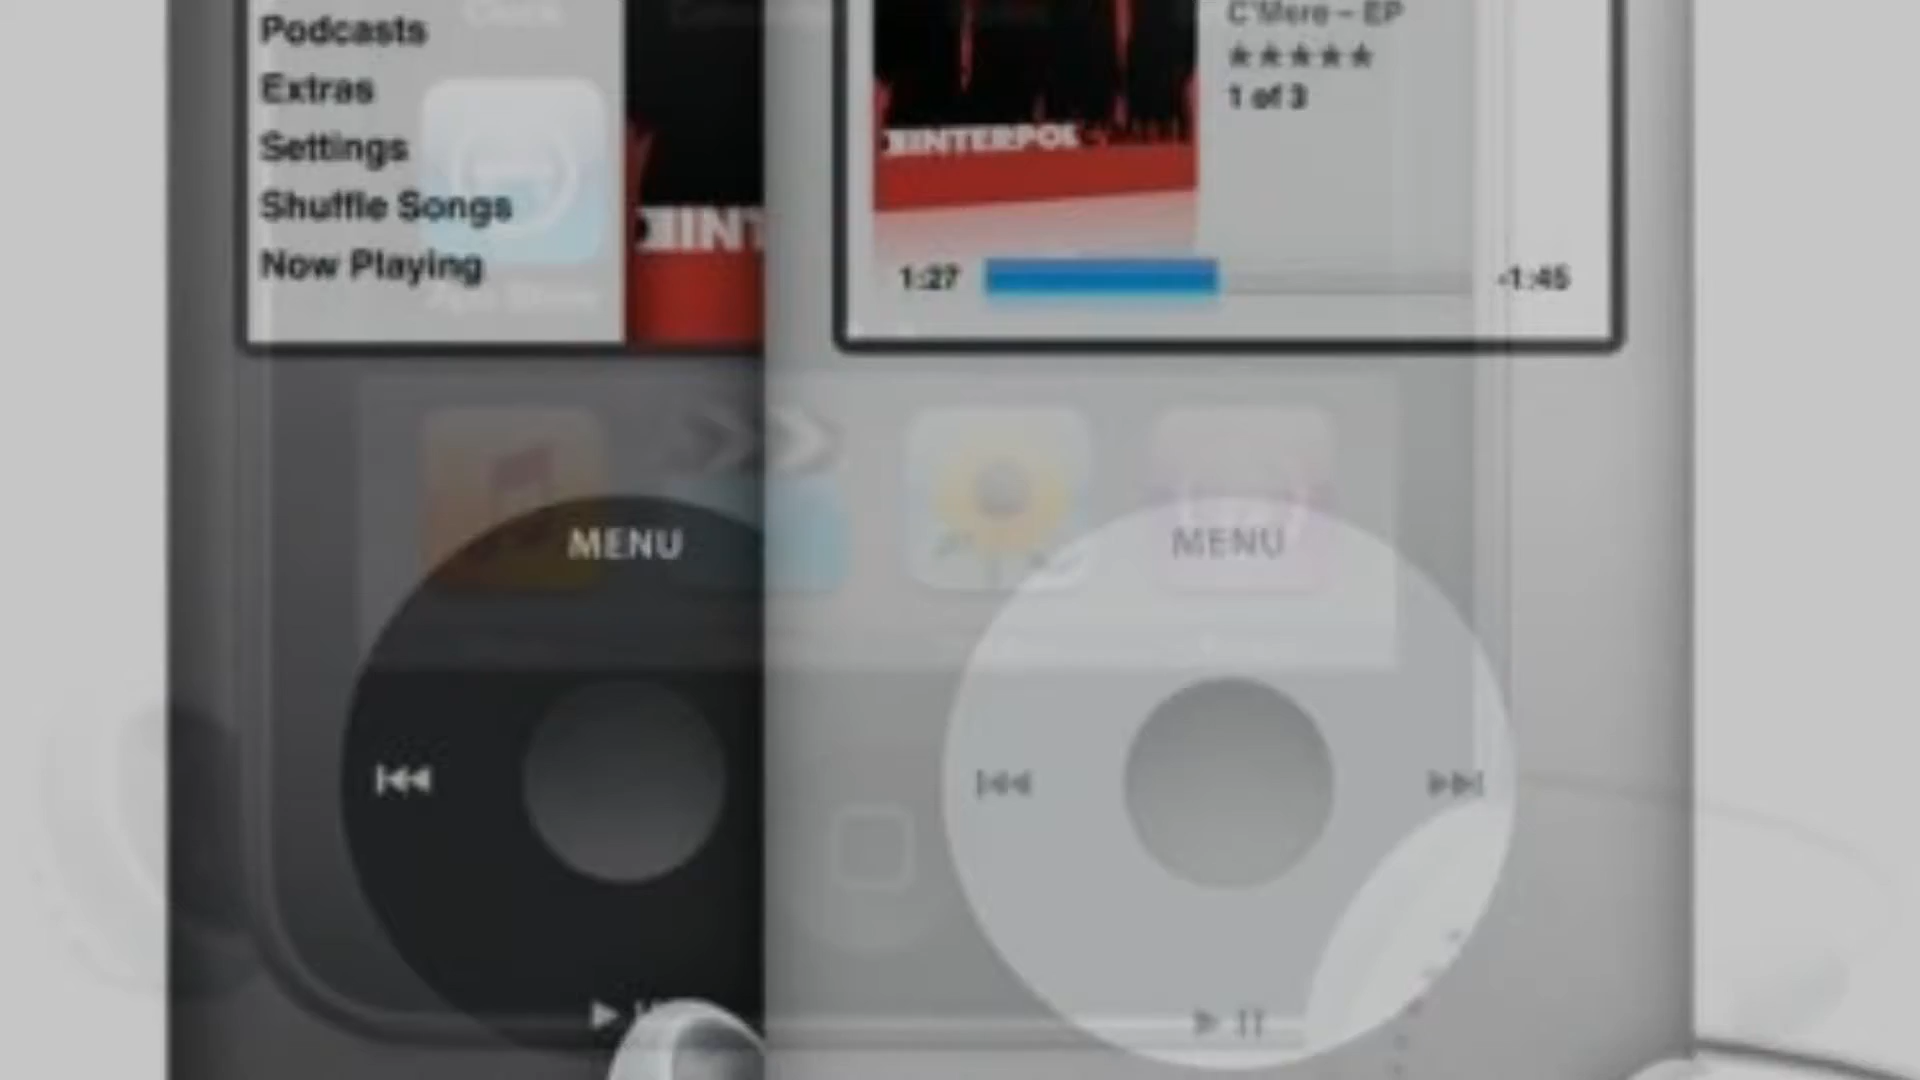 Podcasts
Extras
Settings
Shuffle Songs
Now Playing
INT
C'Mere – EP
★★★★★
1 of 3
INTERPOL
1:27
-1:45
MENU
MENU